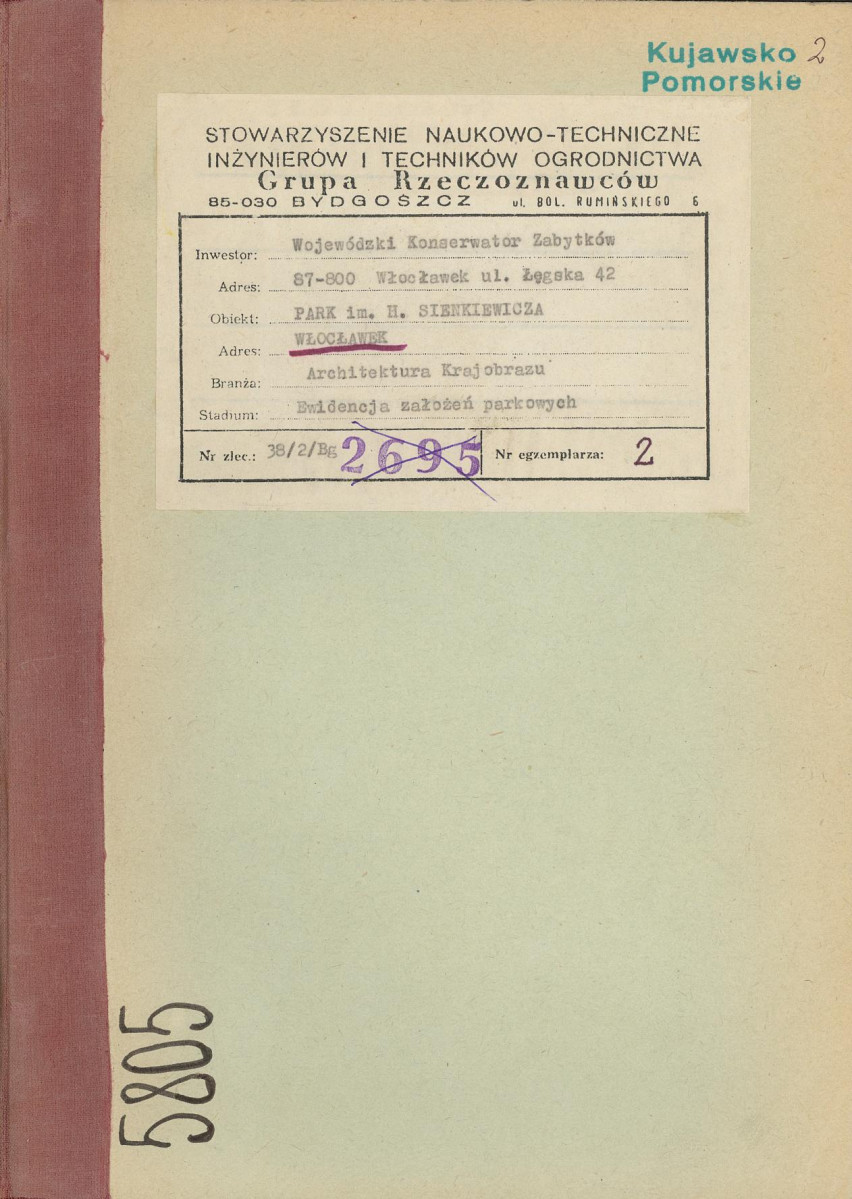 Kujawsko 2
Pomorskie
STOWARZYSZENIE NAUKOWO-TECHNICZNE
INŻYNIERÓW I TECHNIKÓW OGRODNICTWA
Grupa Rzeczoznawców
85-030 BYDGOSZCZ ul. BOL. RUMIŃSKIEGO 6
Inwestor: Wojewódzki Konserwator Zabytków
Adres: 87-800 Włocławek ul. Łęgska 42
Obiekt: PARK im. H. SIENKIEWICZA
Adres: WŁOCŁAWEK
Branża: Architektura Krajobrazu
Stadium: Ewidencja założeń parkowych
Nr zlec.: 38/2/Bg 2695 Nr egzemplarza: 2
5805